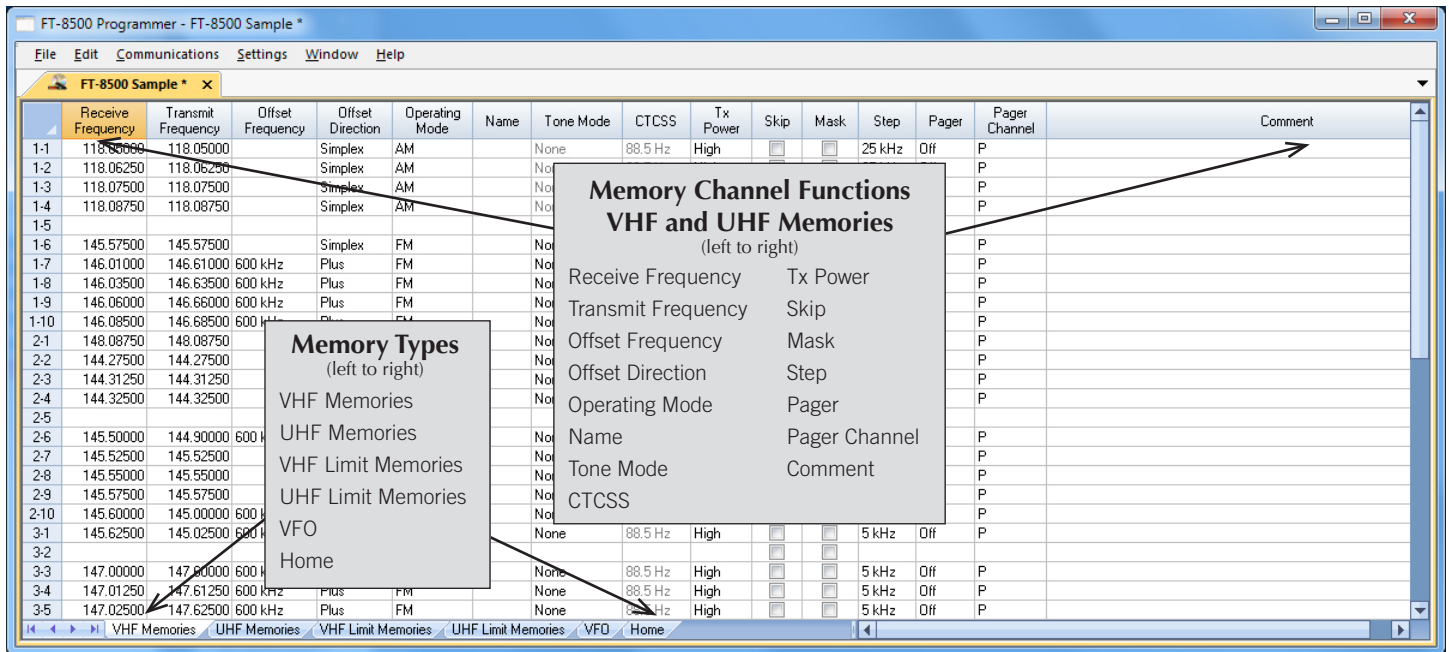 FT-8500 Programmer - FT-8500 Sample *
File Edit Communications Settings Window Help
FT-8500 Sample * X
Receive Frequency Transmit Frequency Offset Frequency Offset Direction Operating Mode Name Tone Mode CTCSS Tx Power Skip Mask Step Pager Pager Channel Comment
1-1 118.05000 118.05000 Simplex AM None 88.5 Hz High 25 kHz Off P
1-2 118.06250 118.06250 Simplex AM P
1-3 118.07500 118.07500 Simplex AM P
1-4 118.08750 118.08750 Simplex AM P
1-5
1-6 145.57500 145.57500 Simplex FM P
1-7 146.01000 146.61000 600 kHz Plus FM P
1-8 146.03500 146.63500 600 kHz Plus FM P
1-9 146.06000 146.66000 600 kHz Plus FM P
1-10 146.08500 146.68500 600 P
2-1 148.08750 148.08750 P
2-2 144.27500 144.27500 P
2-3 144.31250 144.31250 P
2-4 144.32500 144.32500 P
2-5
2-6 145.50000 144.90000 600 P
2-7 145.52500 145.52500 P
2-8 145.55000 145.55000 P
2-9 145.57500 145.57500 P
2-10 145.60000 145.00000 600 P
3-1 145.62500 145.02500 600 None 88.5 Hz High 5 kHz Off P
3-2
3-3 147.00000 147.60000 600 None 88.5 Hz High 5 kHz Off P
3-4 147.01250 147.61250 600 kHz Plus FM None 88.5 Hz High 5 kHz Off P
3-5 147.02500 147.62500 600 kHz Plus FM None 88.5 Hz High 5 kHz Off P
Memory Channel Functions
VHF and UHF Memories
(left to right)
Receive Frequency
Transmit Frequency
Offset Frequency
Offset Direction
Operating Mode
Name
Tone Mode
CTCSS
Tx Power
Skip
Mask
Step
Pager
Pager Channel
Comment
Memory Types
(left to right)
VHF Memories
UHF Memories
VHF Limit Memories
UHF Limit Memories
VFO
Home
VHF Memories UHF Memories VHF Limit Memories UHF Limit Memories VFO Home